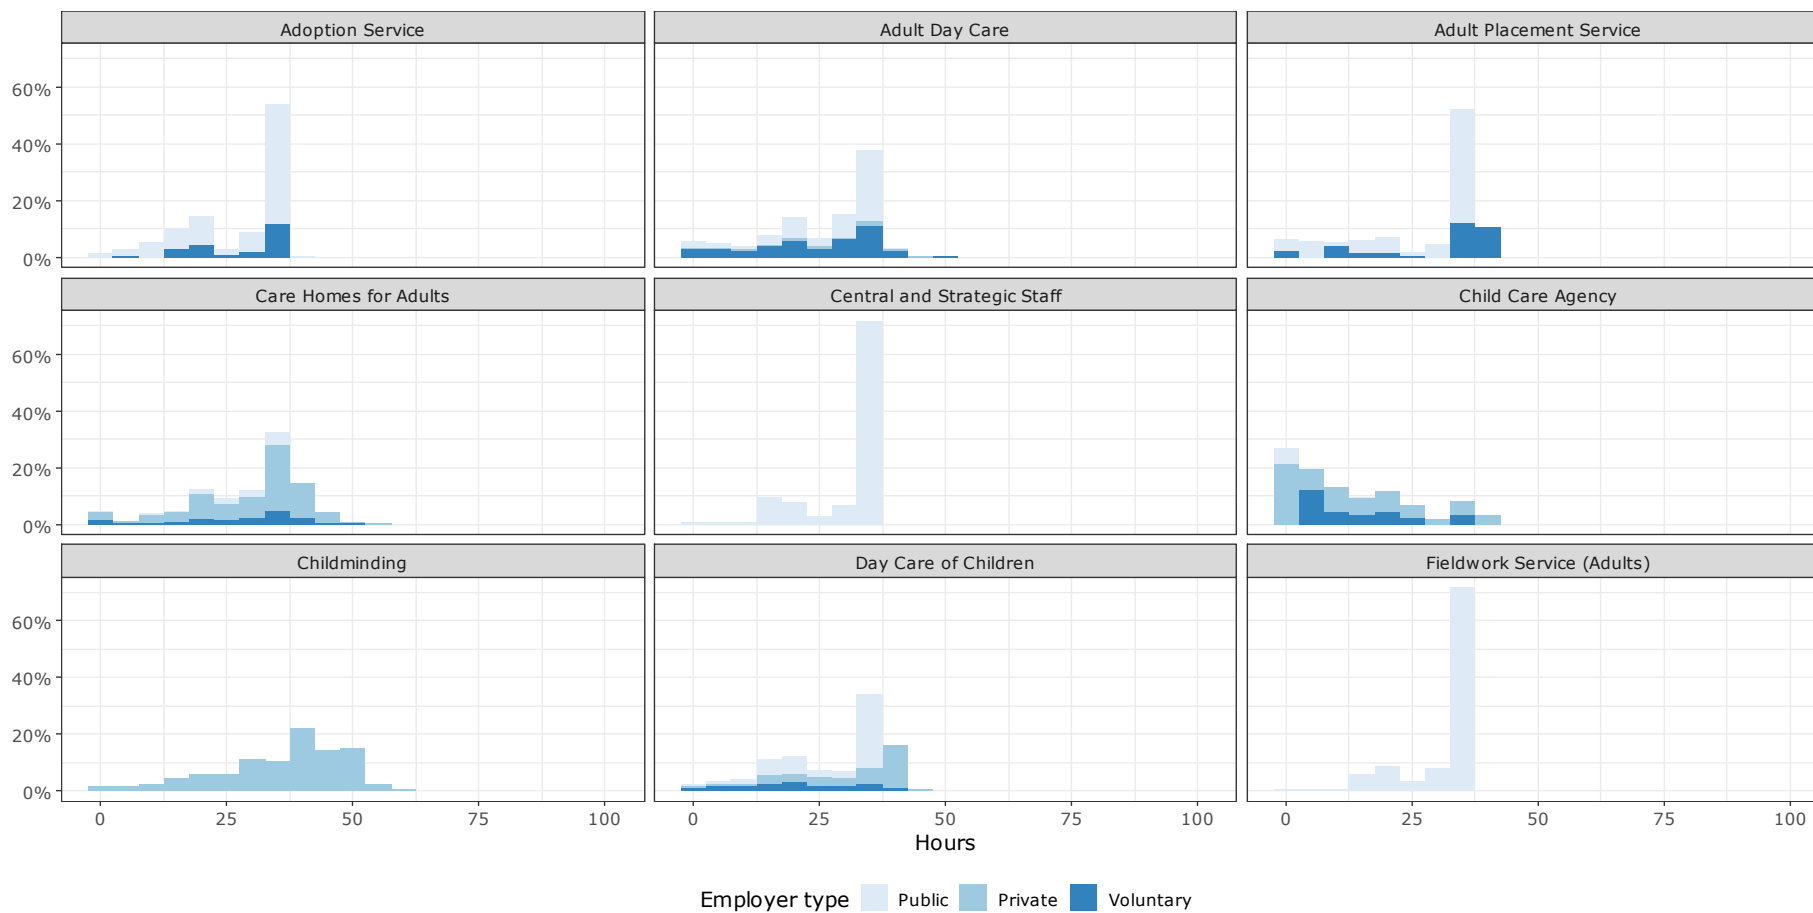 Adoption Service
Adult Day Care
Adult Placement Service
60%
40%
20%
0%
Care Homes for Adults
Central and Strategic Staff
Child Care Agency
60%
40%
20%
0%
Childminding
Day Care of Children
Fieldwork Service (Adults)
60%
40%
20%
0%
0 25 50 75 100
0 25 50 75 100
0 25 50 75 100
Hours
Employer type Public Private Voluntary